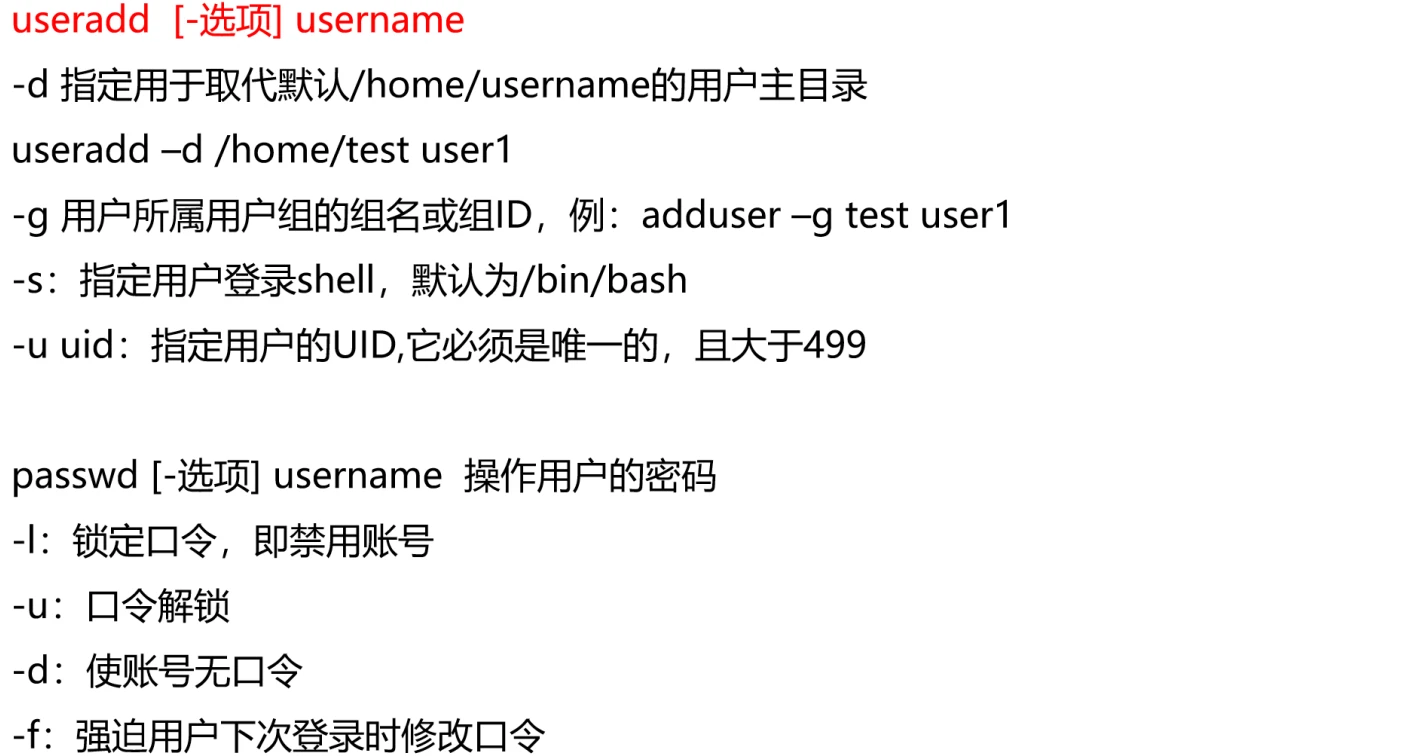 useradd  [-选项] username
-d 指定用于取代默认/home/username的用户主目录
useradd –d /home/test user1
-g 用户所属用户组的组名或组ID，例：adduser –g test user1
-s：指定用户登录shell，默认为/bin/bash
-u uid：指定用户的UID,它必须是唯一的，且大于499
passwd [-选项] username  操作用户的密码
-l：锁定口令，即禁用账号
-u：口令解锁
-d：使账号无口令
-f：强迫用户下次登录时修改口令